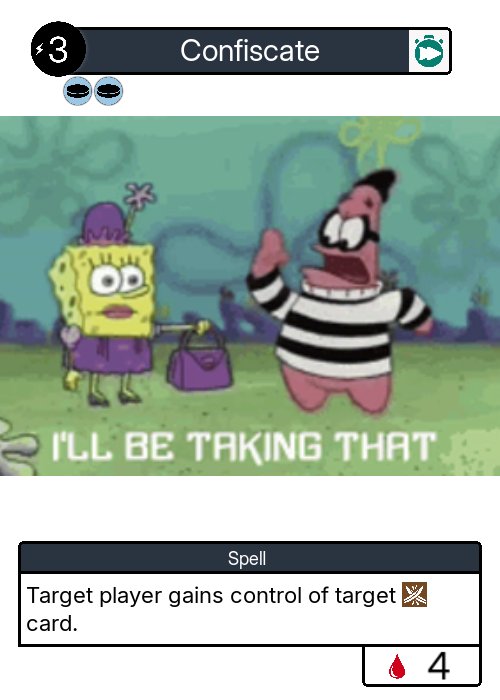 3
Confiscate
I'LL BE TAKING THAT
Spell
Target player gains control of target
card.
4